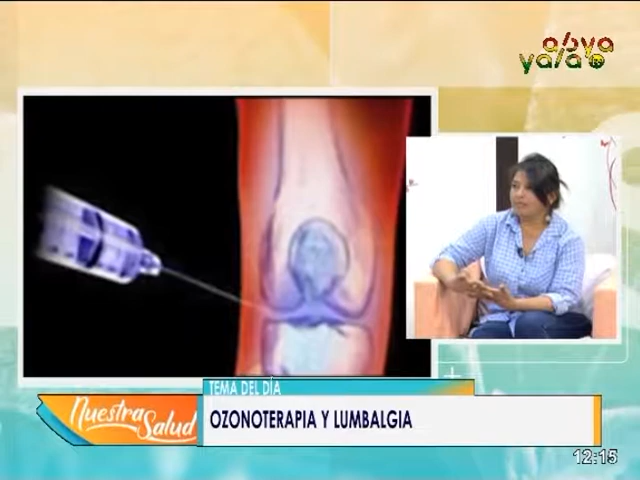 abya
yala
TEMA DEL DÍA
Nuestra
Salud
OZONOTERAPIA Y LUMBALGIA
12:15